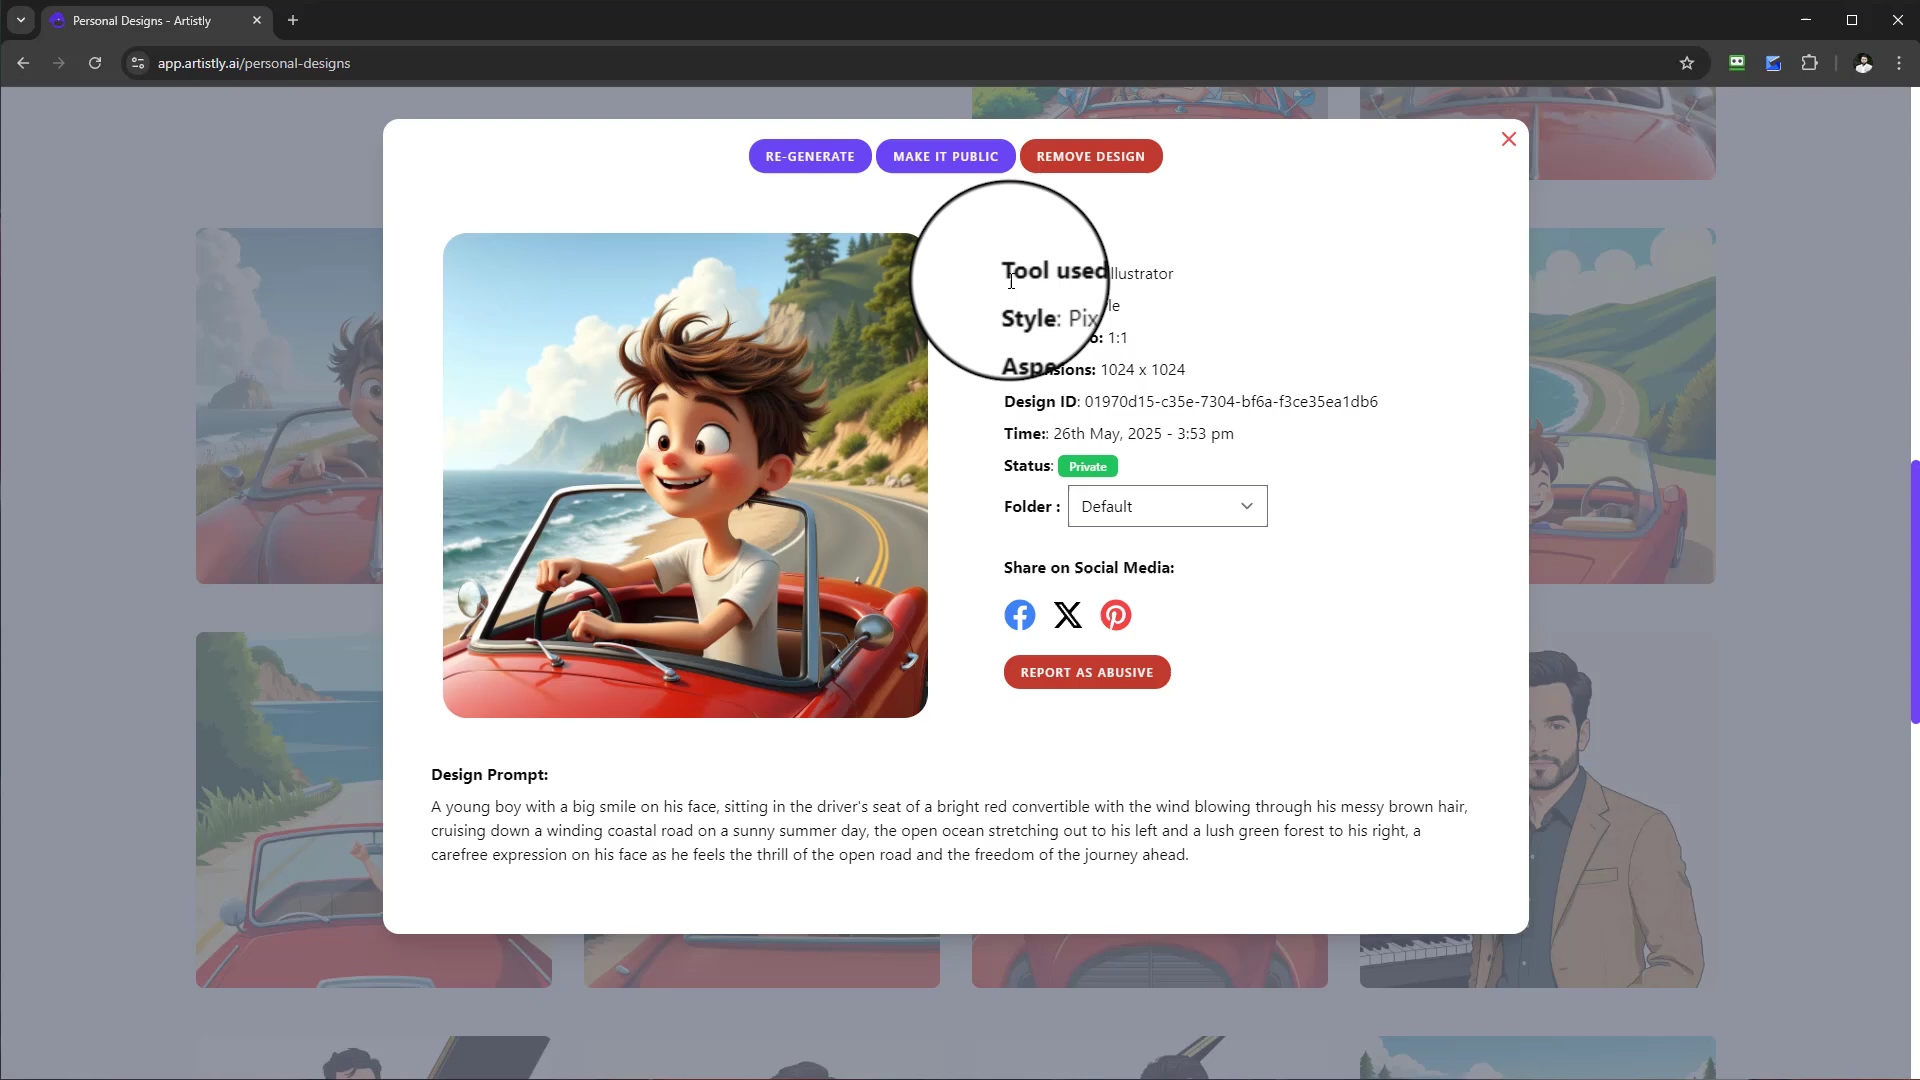 Personal Designs - Artistly
app.artistly.ai/personal-designs
RE-GENERATE
MAKE IT PUBLIC
REMOVE DESIGN
Tool used Illustrator
Style: Pix le
Aspe o: 1:1
sions: 1024 x 1024
Design ID: 01970d15-c35e-7304-bf6a-f3ce35ea1db6
Time:: 26th May, 2025 - 3:53 pm
Status: Private
Folder : Default
Share on Social Media:
REPORT AS ABUSIVE
Design Prompt:
A young boy with a big smile on his face, sitting in the driver's seat of a bright red convertible with the wind blowing through his messy brown hair,
cruising down a winding coastal road on a sunny summer day, the open ocean stretching out to his left and a lush green forest to his right, a
carefree expression on his face as he feels the thrill of the open road and the freedom of the journey ahead.